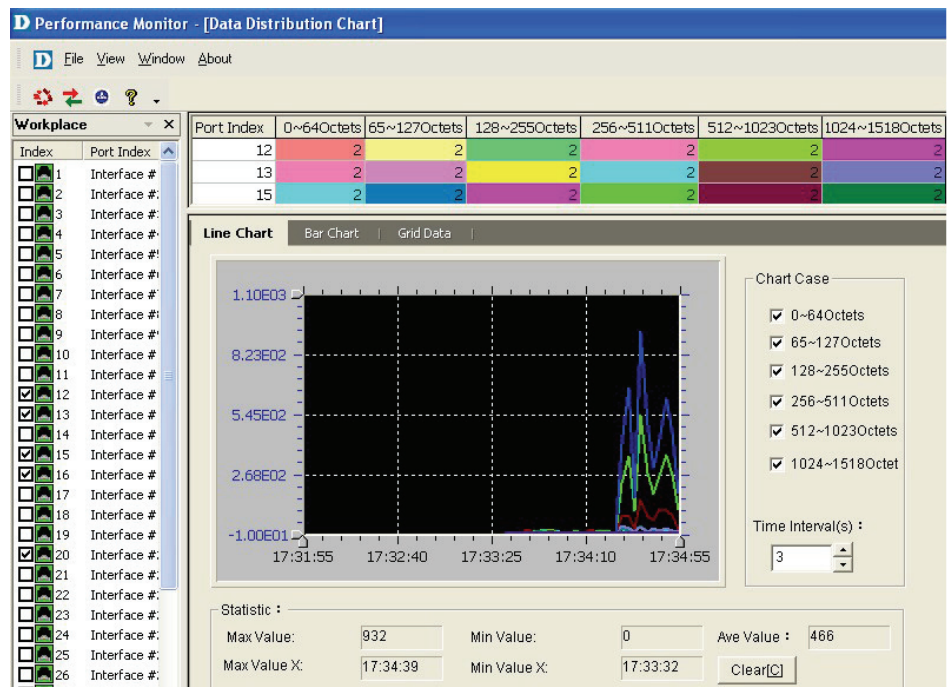 D Performance Monitor - [Data Distribution Chart]
D File View Window About
Workplace
Index Port Index
1 Interface #
2 Interface #
3 Interface #
4 Interface #
5 Interface #
6 Interface #
7 Interface #
8 Interface #
9 Interface #
10 Interface #
11 Interface #
12 Interface #
13 Interface #
14 Interface #
15 Interface #
16 Interface #
17 Interface #
18 Interface #
19 Interface #
20 Interface #
21 Interface #
22 Interface #
23 Interface #
24 Interface #
25 Interface #
26 Interface #
Port Index 0~64Octets 65~127Octets 128~255Octets 256~511Octets 512~1023Octets 1024~1518Octets
12 2 2 2 2 2 2
13 2 2 2 2 2 2
15 2 2 2 2 2 2
Line Chart Bar Chart | Grid Data |
1.10E03
8.23E02
5.45E02
2.68E02
-1.00E01
17:31:55 17:32:40 17:33:25 17:34:10 17:34:55
Chart Case
0~64Octets
65~127Octets
128~255Octets
256~511Octets
512~1023Octets
1024~1518Octet
Time Interval(s) :
3
Statistic :
Max Value: 932 Min Value: 0 Ave Value : 466
Max Value X: 17:34:39 Min Value X: 17:33:32 Clear[C]